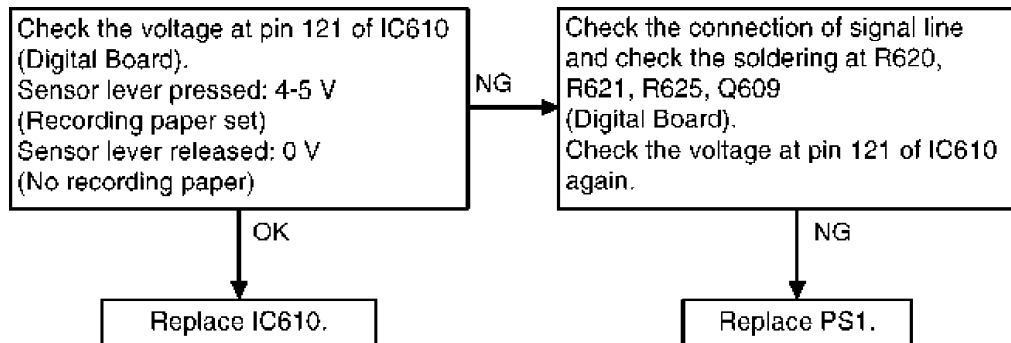 Check the voltage at pin 121 of IC610
(Digital Board).
Sensor lever pressed: 4-5 V
(Recording paper set)
Sensor lever released: 0 V
(No recording paper)
NG
Check the connection of signal line
and check the soldering at R620,
R621, R625, Q609
(Digital Board).
Check the voltage at pin 121 of IC610
again.
OK
NG
Replace IC610.
Replace PS1.